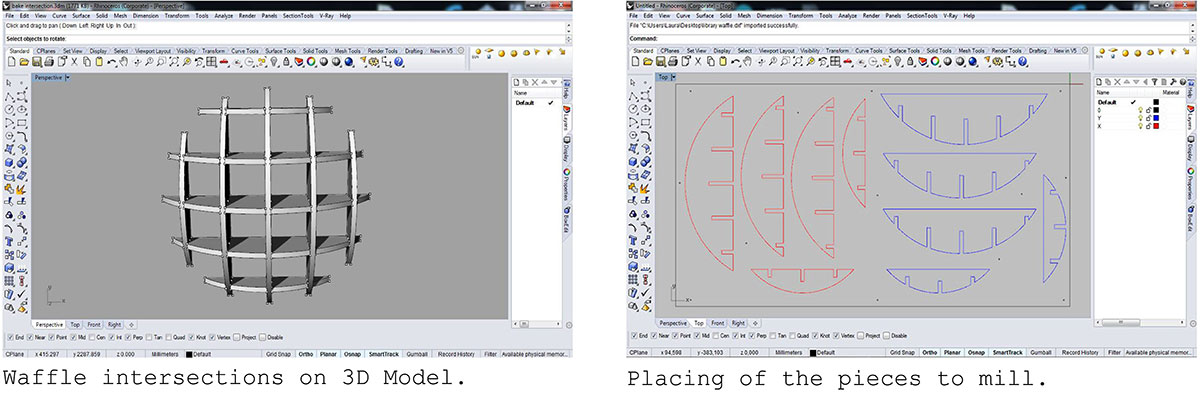 bake intersection.3dm (1771 KB) - Rhinoceros (Corporate) - [Perspective]
File Edit View Curve Surface Solid Mesh Dimension Transform Tools Analyze Render Panels SectionTools V-Ray Help
Click and drag to pan ( Down Left Right Up In Out ):
Select objects to rotate:
Standard CPlanes Set View Display Select Viewport Layout Visibility Transform Curve Tools Surface Tools Solid Tools Mesh Tools Render Tools Drafting New in V5
Perspective
Name
Default
Help
Layers
Display
Properties
BoxEdit
y
x
Perspective Top Front Right
End Near Point Mid Cen Int Perp Tan Quad Knot Vertex Project Disable
CPlane x 415.297 y 2287.859 z 0.000 Millimeters Default Grid Snap Ortho Planar Osnap SmartTrack Gumball Record History Filter Available physical memor...
Waffle intersections on 3D Model.
Untitled - Rhinoceros (Corporate) - [Top]
File Edit View Curve Surface Solid Mesh Dimension Transform Tools Analyze Render Panels SectionTools V-Ray Help
File "C:\Users\Laura\Desktop\library waffle.dxf" imported successfully.
Command:
Standard CPlanes Set View Display Select Viewport Layout Visibility Transform Curve Tools Surface Tools Solid Tools Mesh Tools Render Tools Drafting New in V5
Top
Name Material
Default
0
Y
X
Help
Layers
Display
Properties
BoxEdit
y
x
Perspective Top Front Right
End Near Point Mid Cen Int Perp Tan Quad Knot Vertex Project Disable
CPlane x 94,598 y -383,103 z 0,000 Millimeters Default Grid Snap Ortho Planar Osnap SmartTrack Gumball Record History Filter Available physical memor...
Placing of the pieces to mill.